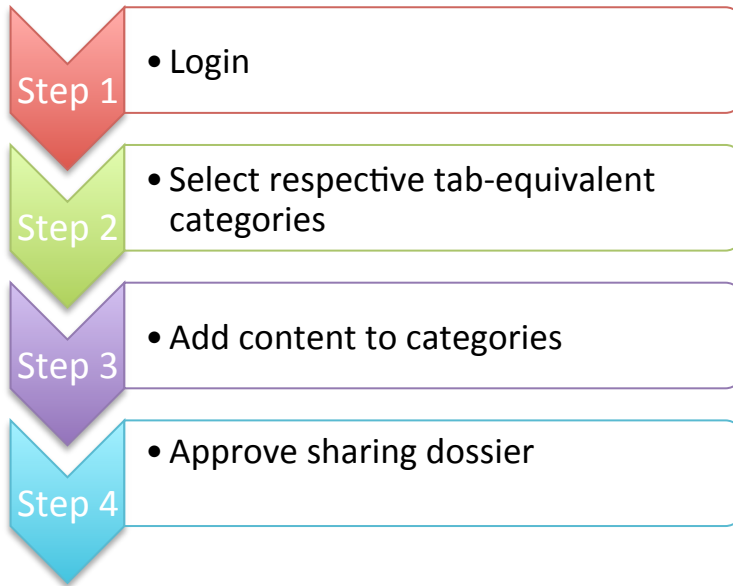 Step 1
• Login
Step 2
• Select respective tab-equivalent
categories
Step 3
• Add content to categories
Step 4
• Approve sharing dossier